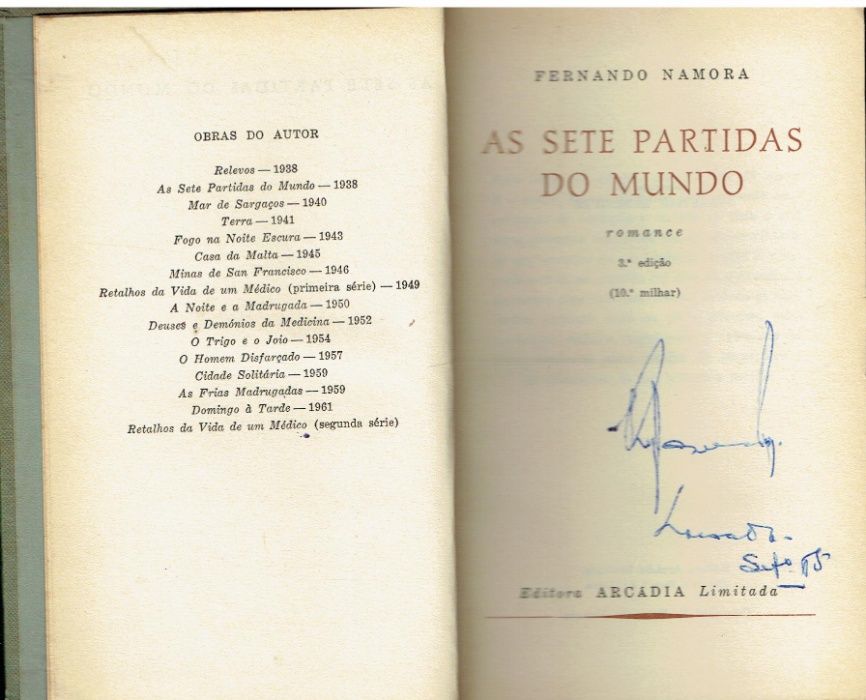 OBRAS DO AUTOR
Relevos — 1938
As Sete Partidas do Mundo — 1938
Mar de Sargaços — 1940
Terra — 1941
Fogo na Noite Escura — 1943
Casa da Malta — 1945
Minas de San Francisco — 1946
Retalhos da Vida de um Médico (primeira série) — 1949
A Noite e a Madrugada — 1950
Deuses e Demónios da Medicina — 1952
O Trigo e o Joio — 1954
O Homem Disfarçado — 1957
Cidade Solitária — 1959
As Frias Madrugadas — 1959
Domingo à Tarde — 1961
Retalhos da Vida de um Médico (segunda série)
FERNANDO NAMORA
AS SETE PARTIDAS
DO MUNDO
romance
3.ª edição
(10.º milhar)
Editora ARCÁDIA Limitada